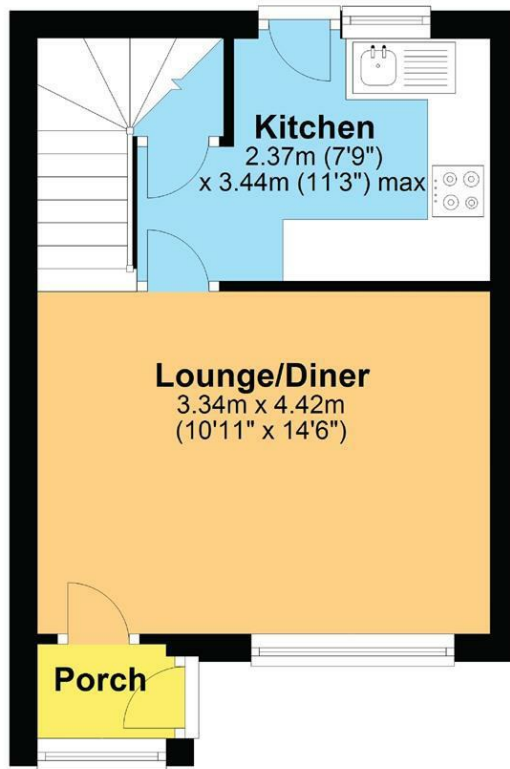 Kitchen
2.37m (7'9")
x 3.44m (11'3") max
Lounge/Diner
3.34m x 4.42m
(10'11" x 14'6")
Porch